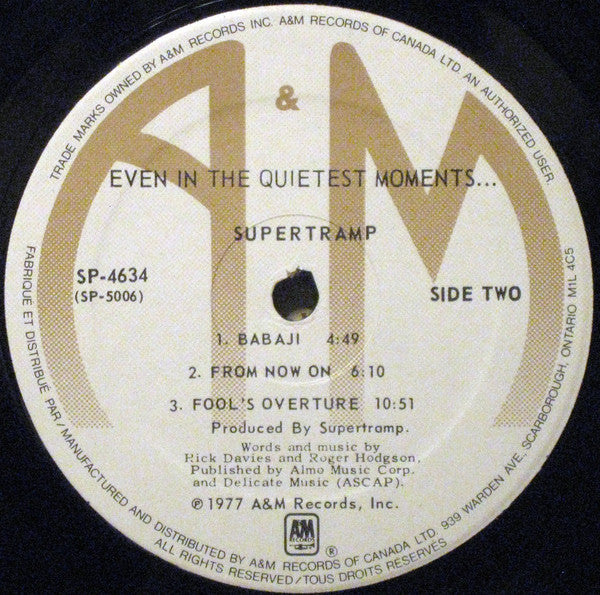 TRADE MARKS OWNED BY A&M RECORDS INC. A&M RECORDS OF CANADA LTD. AN AUTHORIZED USER.
A&M
EVEN IN THE QUIETEST MOMENTS...
SUPERTRAMP
SP-4634
(SP-5006)
SIDE TWO
1. BABAJI 4:49
2. FROM NOW ON 6:10
3. FOOL'S OVERTURE 10:51
Produced By Supertramp.
Words and music by
Rick Davies and Roger Hodgson,
Published by Almo Music Corp.
and Delicate Music (ASCAP).
℗ 1977 A&M Records, Inc.
A&M
RECORDS
®
FABRIQUE ET DISTRIBUÉ PAR / MANUFACTURED AND DISTRIBUTED BY A&M RECORDS OF CANADA LTD. 939 WARDEN AVE., SCARBOROUGH, ONTARIO M1L 4C5
ALL RIGHTS RESERVED / TOUS DROITS RESERVÉS